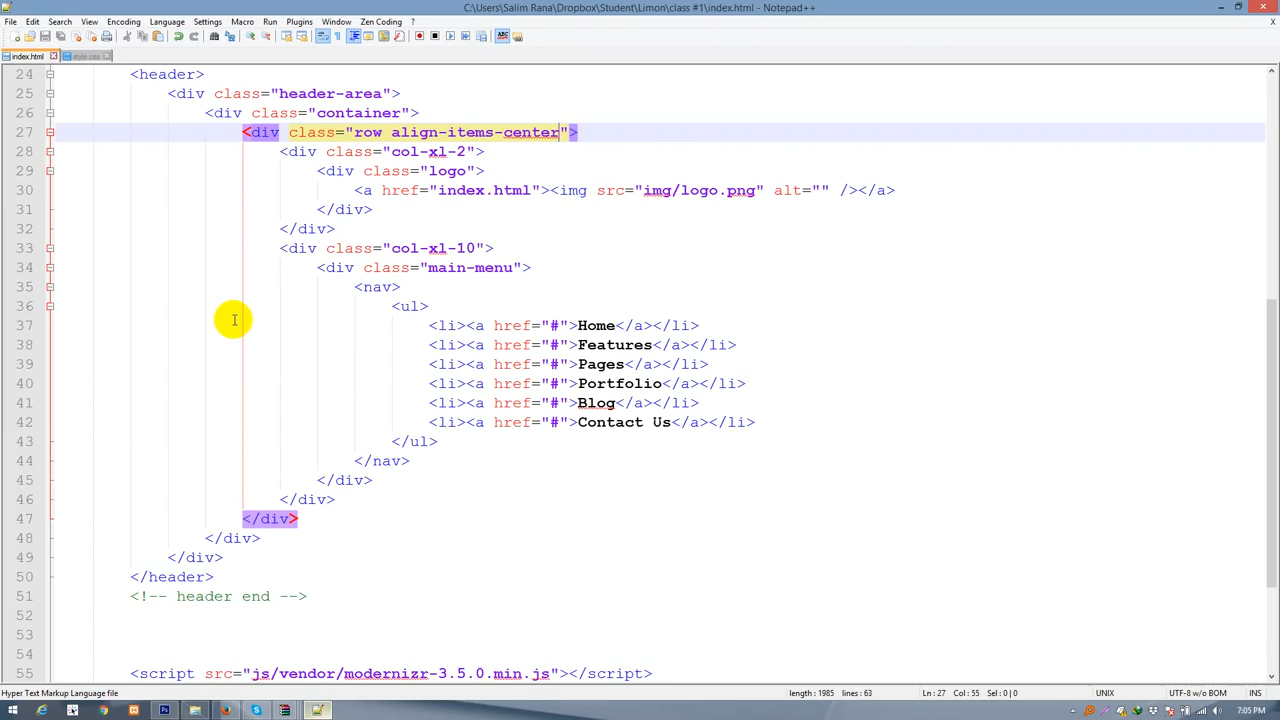 C:\Users\Salim Rana\Dropbox\Student\Limon\class #1\index.html - Notepad++
File Edit Search View Encoding Language Settings Macro Run Plugins Window Zen Coding ?
index.html style.css
24 <header>
25 <div class="header-area">
26 <div class="container">
27 <div class="row align-items-center">
28 <div class="col-xl-2">
29 <div class="logo">
30 <a href="index.html"><img src="img/logo.png" alt="" /></a>
31 </div>
32 </div>
33 <div class="col-xl-10">
34 <div class="main-menu">
35 <nav>
36 <ul>
37 <li><a href="#">Home</a></li>
38 <li><a href="#">Features</a></li>
39 <li><a href="#">Pages</a></li>
40 <li><a href="#">Portfolio</a></li>
41 <li><a href="#">Blog</a></li>
42 <li><a href="#">Contact Us</a></li>
43 </ul>
44 </nav>
45 </div>
46 </div>
47 </div>
48 </div>
49 </div>
50 </header>
51 <!-- header end -->
52
53
54
55 <script src="js/vendor/modernizr-3.5.0.min.js"></script>
Hyper Text Markup Language file length : 1985 lines : 63 Ln : 27 Col : 55 Sel : 0 | 0 UNIX UTF-8 w/o BOM INS
7:05 PM